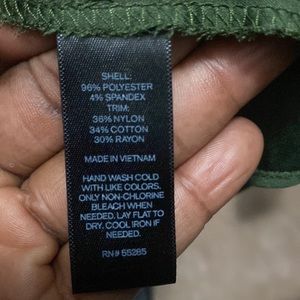 SHELL:
96% POLYESTER
4% SPANDEX
TRIM:
36% NYLON
34% COTTON
30% RAYON
MADE IN VIETNAM
HAND WASH COLD
WITH LIKE COLORS.
ONLY NON-CHLORINE
BLEACH WHEN
NEEDED. LAY FLAT TO
DRY. COOL IRON IF
NEEDED.
RN# 55285